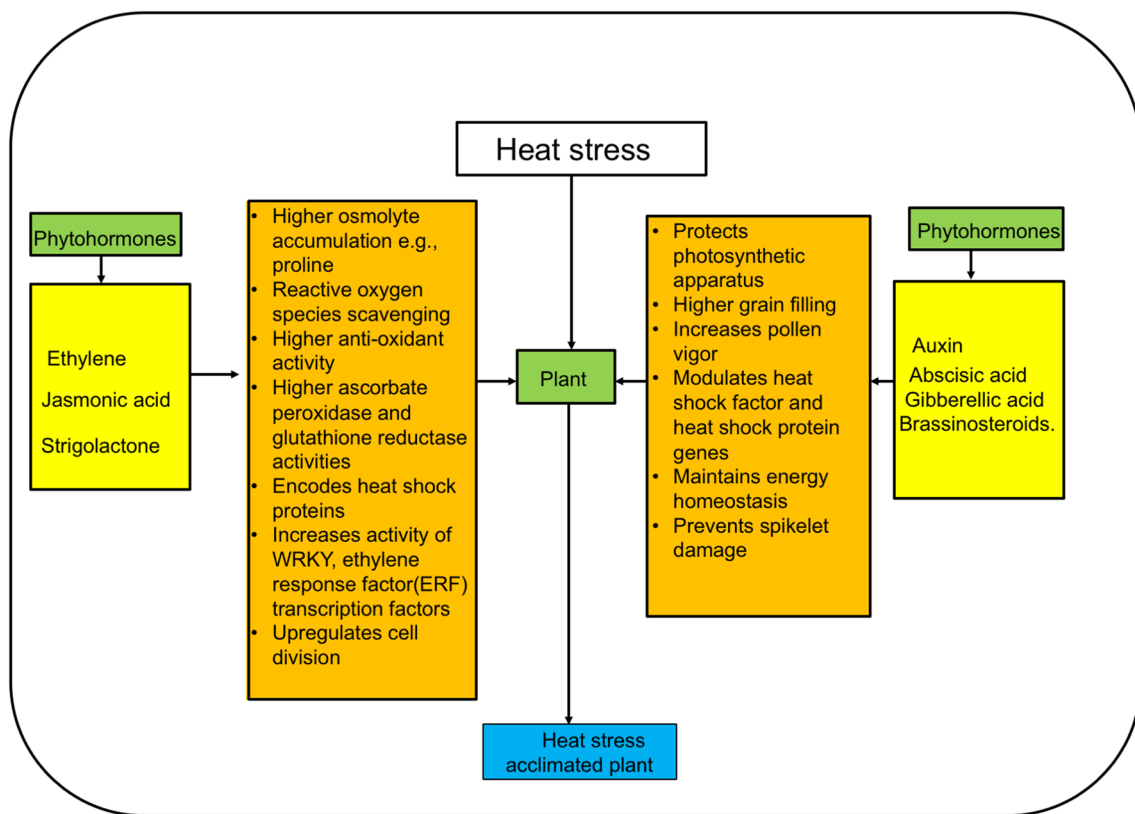 Heat stress
Phytohormones
Ethylene
Jasmonic acid
Strigolactone
• Higher osmolyte
accumulation e.g.,
proline
• Reactive oxygen
species scavenging
• Higher anti-oxidant
activity
• Higher ascorbate
peroxidase and
glutathione reductase
activities
• Encodes heat shock
proteins
• Increases activity of
WRKY, ethylene
response factor(ERF)
transcription factors
• Upregulates cell
division
Plant
• Protects
photosynthetic
apparatus
• Higher grain filling
• Increases pollen
vigor
• Modulates heat
shock factor and
heat shock protein
genes
• Maintains energy
homeostasis
• Prevents spikelet
damage
Phytohormones
Auxin
Abscisic acid
Gibberellic acid
Brassinosteroids.
Heat stress
acclimated plant